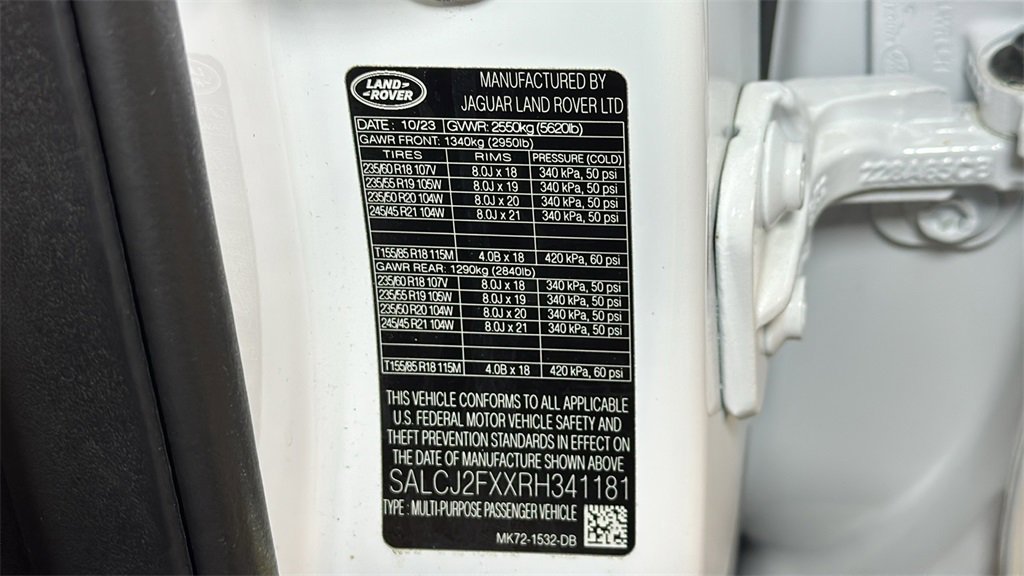 LAND ROVER
MANUFACTURED BY
JAGUAR LAND ROVER LTD
DATE : 10/23 GVWR: 2550kg (5620lb)
GAWR FRONT: 1340kg (2950lb)
TIRES RIMS PRESSURE (COLD)
235/60 R18 107V 8.0J x 18 340 kPa, 50 psi
235/55 R19 105W 8.0J x 19 340 kPa, 50 psi
235/50 R20 104W 8.0J x 20 340 kPa, 50 psi
245/45 R21 104W 8.0J x 21 340 kPa, 50 psi
T155/85 R18 115M 4.0B x 18 420 kPa, 60 psi
GAWR REAR: 1290kg (2840lb)
235/60 R18 107V 8.0J x 18 340 kPa, 50 psi
235/55 R19 105W 8.0J x 19 340 kPa, 50 psi
235/50 R20 104W 8.0J x 20 340 kPa, 50 psi
245/45 R21 104W 8.0J x 21 340 kPa, 50 psi
T155/85 R18 115M 4.0B x 18 420 kPa, 60 psi
THIS VEHICLE CONFORMS TO ALL APPLICABLE
U.S. FEDERAL MOTOR VEHICLE SAFETY AND
THEFT PREVENTION STANDARDS IN EFFECT ON
THE DATE OF MANUFACTURE SHOWN ABOVE
SALCJ2FXXRH341181
TYPE : MULTI-PURPOSE PASSENGER VEHICLE
MK72-1532-DB